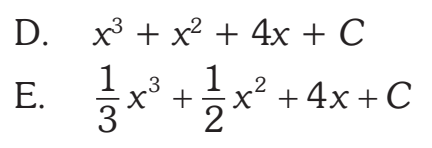 D. x³ + x² + 4x + C
E. 1/3 x³ + 1/2 x² + 4x + C